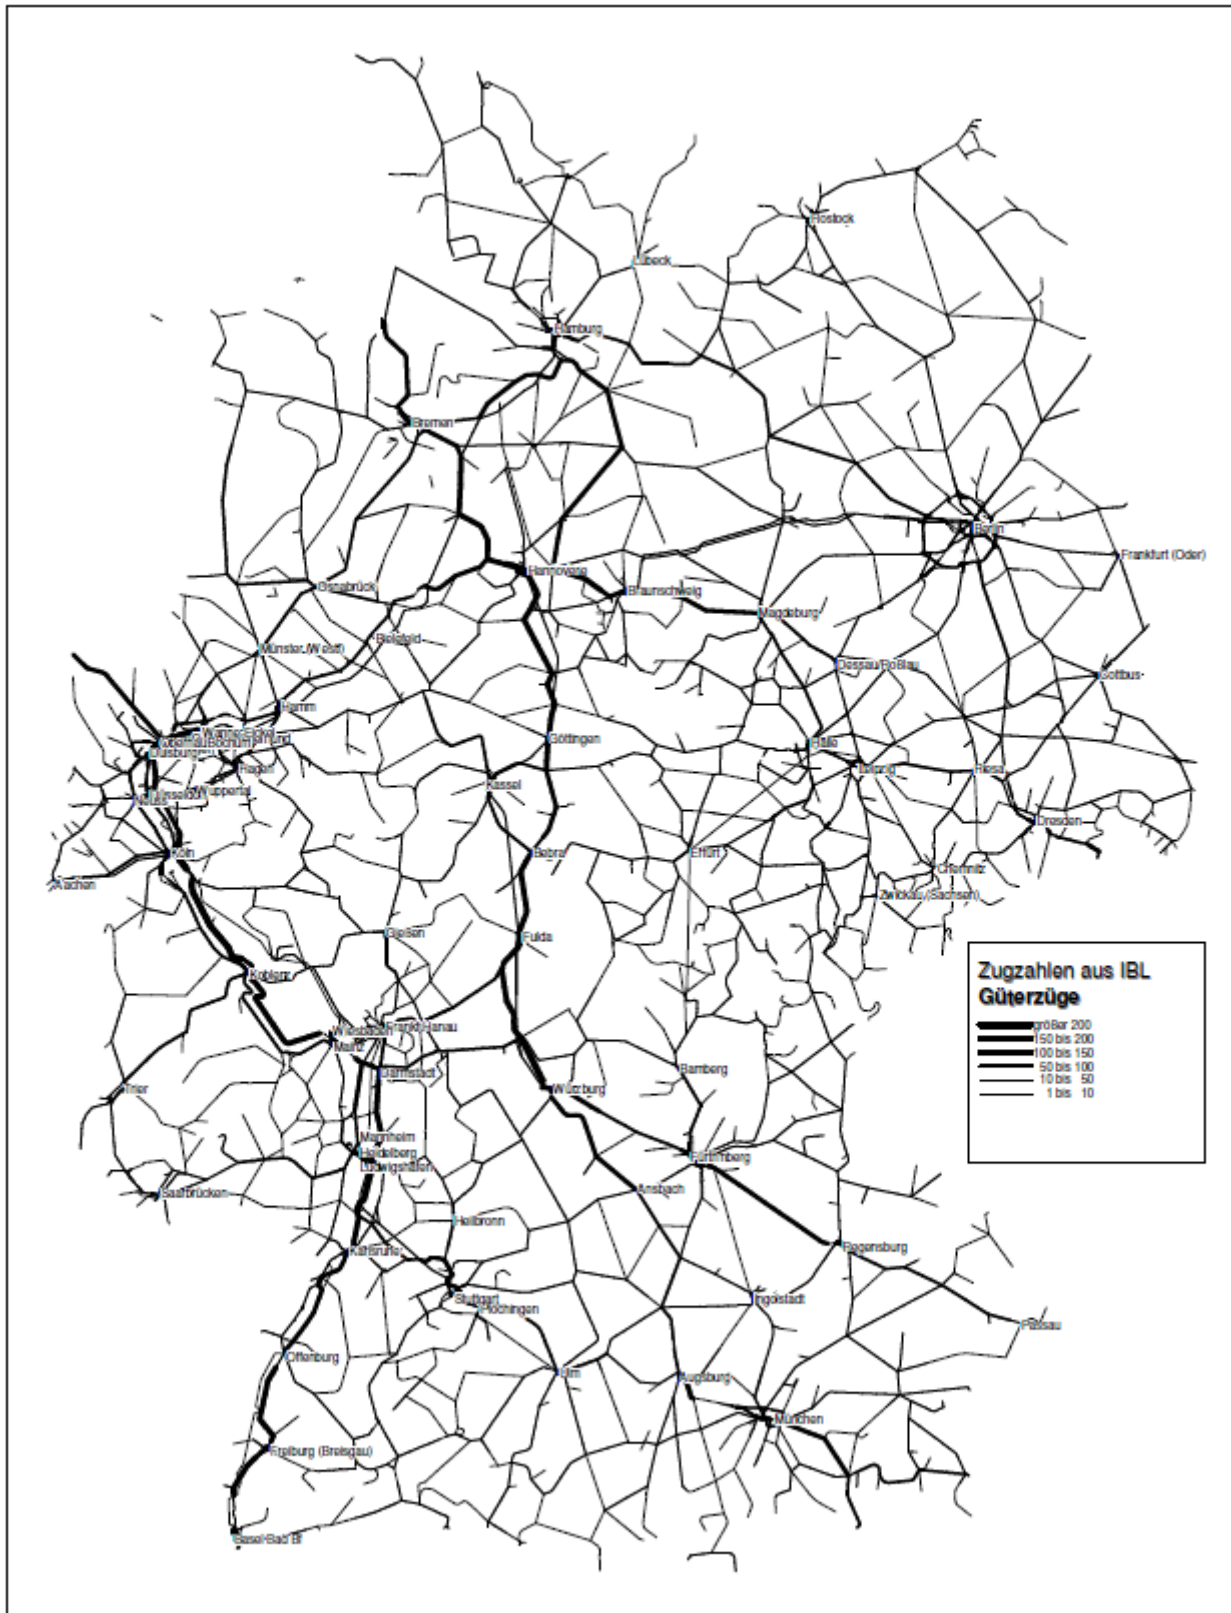 Rostock
Lübeck
Hamburg
Bremen
Berlin
Frankfurt (Oder)
Hannovere
Osnabrück
Braunschweig
Magdeburg
Bielefeld
Münster (Westf)
Dessau/Roßlau
Cottbus
Hamm
Göttingen
Halle
Duisburg
Bochum
Hagen
Leipzig
Riesa
Kassel
Wuppertal
Neuss
Dresden
Köln
Bebra
Erfurt
Chemnitz
Aachen
Zwickau (Sachsen)
Gießen
Fulda
Koblenz
Zugzahlen aus IBL
Güterzüge
größer 200
150 bis 200
100 bis 150
50 bis 100
10 bis 50
1 bis 10
Wiesbaden
Frankf
Hanau
Mainz
Darmstadt
Bamberg
Trier
Würzburg
Mannheim
Heidelberg
Ludwigshafen
Ansbach
Saarbrücken
Heilbronn
Karlsruhe
Regensburg
Stuttgart
Plochingen
Ingolstadt
Passau
Offenburg
Ulm
Augsburg
München
Freiburg (Breisgau)
Basel Bad Bf